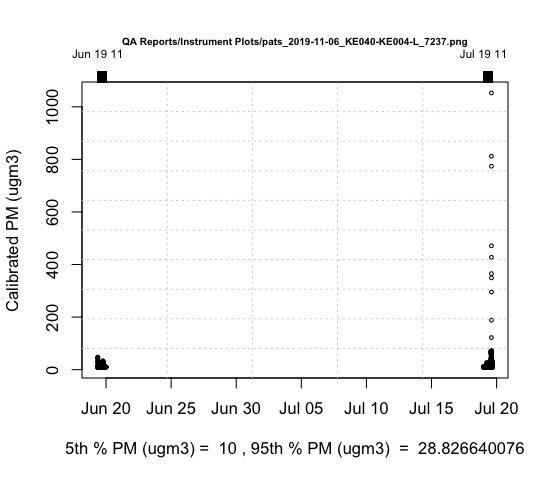 QA Reports/Instrument Plots/pats_2019-11-06_KE040-KE004-L_7237.png
Jun 19 11 Jul 19 11
Calibrated PM (ugm3)
1000
800
600
400
200
0
Jun 20 Jun 25 Jun 30 Jul 05 Jul 10 Jul 15 Jul 20
5th % PM (ugm3) = 10 , 95th % PM (ugm3) = 28.826640076